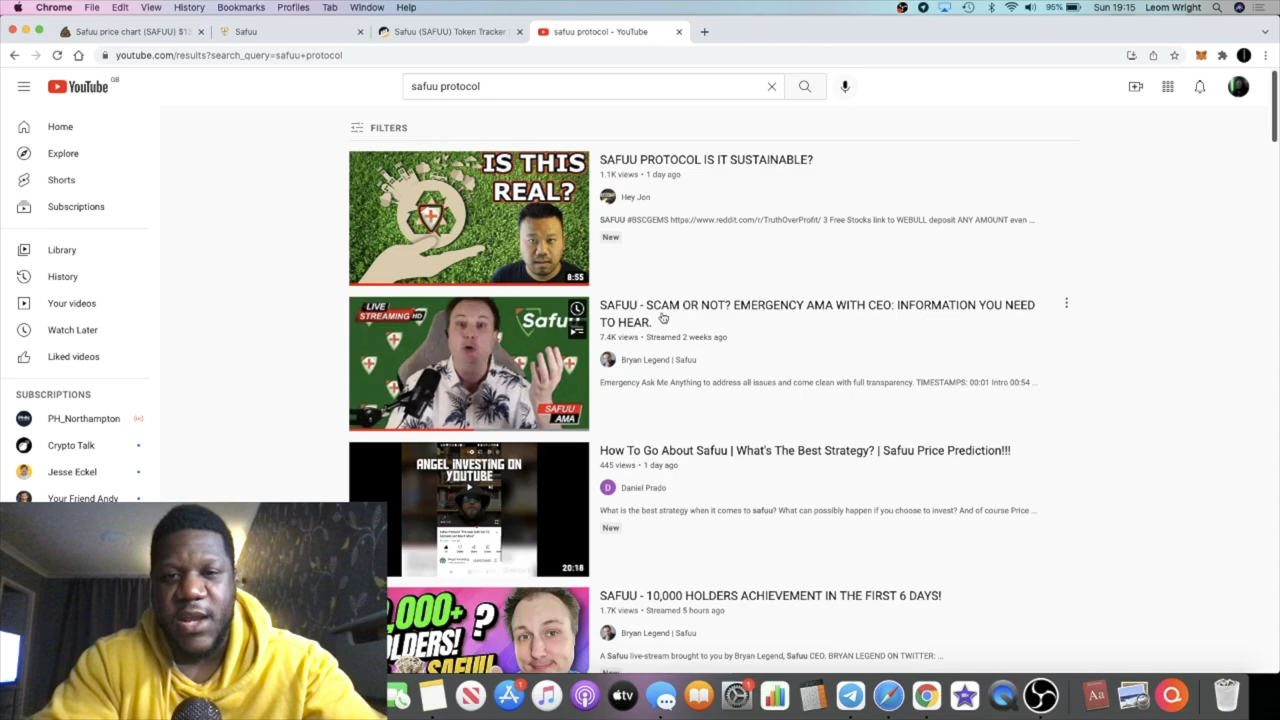 Chrome File Edit View History Bookmarks Profiles Tab Window Help 95% Sun 19:15 Leom Wright
Safuu price chart (SAFUU) $1 Safuu Safuu (SAFUU) Token Tracker safuu protocol - YouTube
youtube.com/results?search_query=safuu+protocol
YouTube GB
safuu protocol
Home
Explore
Shorts
Subscriptions
Library
History
Your videos
Watch Later
Liked videos
SUBSCRIPTIONS
PH_Northampton
Crypto Talk
Jesse Eckel
Your Friend Andy
FILTERS
IS THIS
REAL?
8:55
SAFUU PROTOCOL IS IT SUSTAINABLE?
1.1K views • 1 day ago
Hey Jon
SAFUU #BSCGEMS https://www.reddit.com/r/TruthOverProfit/ 3 Free Stocks link to WEBULL deposit ANY AMOUNT even ...
New
LIVE
STREAMING HD
Safu
SAFUU
AMA
SAFUU - SCAM OR NOT? EMERGENCY AMA WITH CEO: INFORMATION YOU NEED
TO HEAR.
7.4K views • Streamed 2 weeks ago
Bryan Legend | Safuu
Emergency Ask Me Anything to address all issues and come clean with full transparency. TIMESTAMPS: 00:01 Intro 00:54 ...
ANGEL INVESTING ON
YOUTUBE
20:18
How To Go About Safuu | What's The Best Strategy? | Safuu Price Prediction!!!
445 views • 1 day ago
D Daniel Prado
What is the best strategy when it comes to safuu? What can possibly happen if you choose to invest? And of course Price ...
New
0,000+
OLDERS!
SAFUU
?
SAFUU - 10,000 HOLDERS ACHIEVEMENT IN THE FIRST 6 DAYS!
1.7K views • Streamed 5 hours ago
Bryan Legend | Safuu
A Safuu live-stream brought to you by Bryan Legend, Safuu CEO. BRYAN LEGEND ON TWITTER: ...
New
tv
Aa